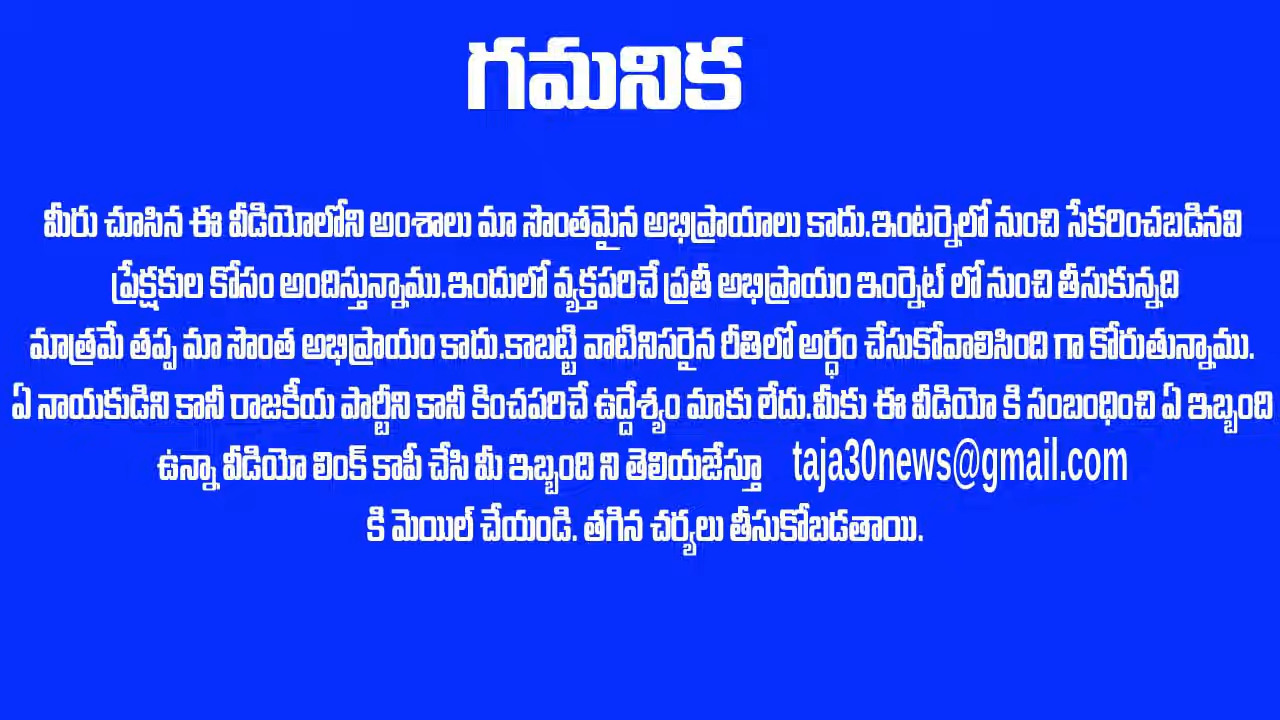 గమనిక
మీరు చూసిన ఈ వీడియోలోని అంశాలు మా సొంతమైన అభిప్రాయాలు కాదు.ఇంటర్నెలో నుంచి సేకరించబడినవి
ప్రేక్షకుల కోసం అందిస్తున్నాము.ఇందులో వ్యక్తపరిచే ప్రతీ అభిప్రాయం ఇంర్నెట్ లో నుంచి తీసుకున్నది
మాత్రమే తప్ప మా సొంత అభిప్రాయం కాదు.కాబట్టి వాటినిసరైన రీతిలో అర్ధం చేసుకోవాలిసింది గా కోరుతున్నాము.
ఏ నాయకుడిని కానీ రాజకీయ పార్టీని కానీ కించపరిచే ఉద్దేశ్యం మాకు లేదు.మీకు ఈ వీడియో కి సంబంధించి ఏ ఇబ్బంది
ఉన్నా వీడియో లింక్ కాపీ చేసి మీ ఇబ్బంది ని తెలియజేస్తూ taja30news@gmail.com
కి మెయిల్ చేయండి. తగిన చర్యలు తీసుకోబడతాయి.